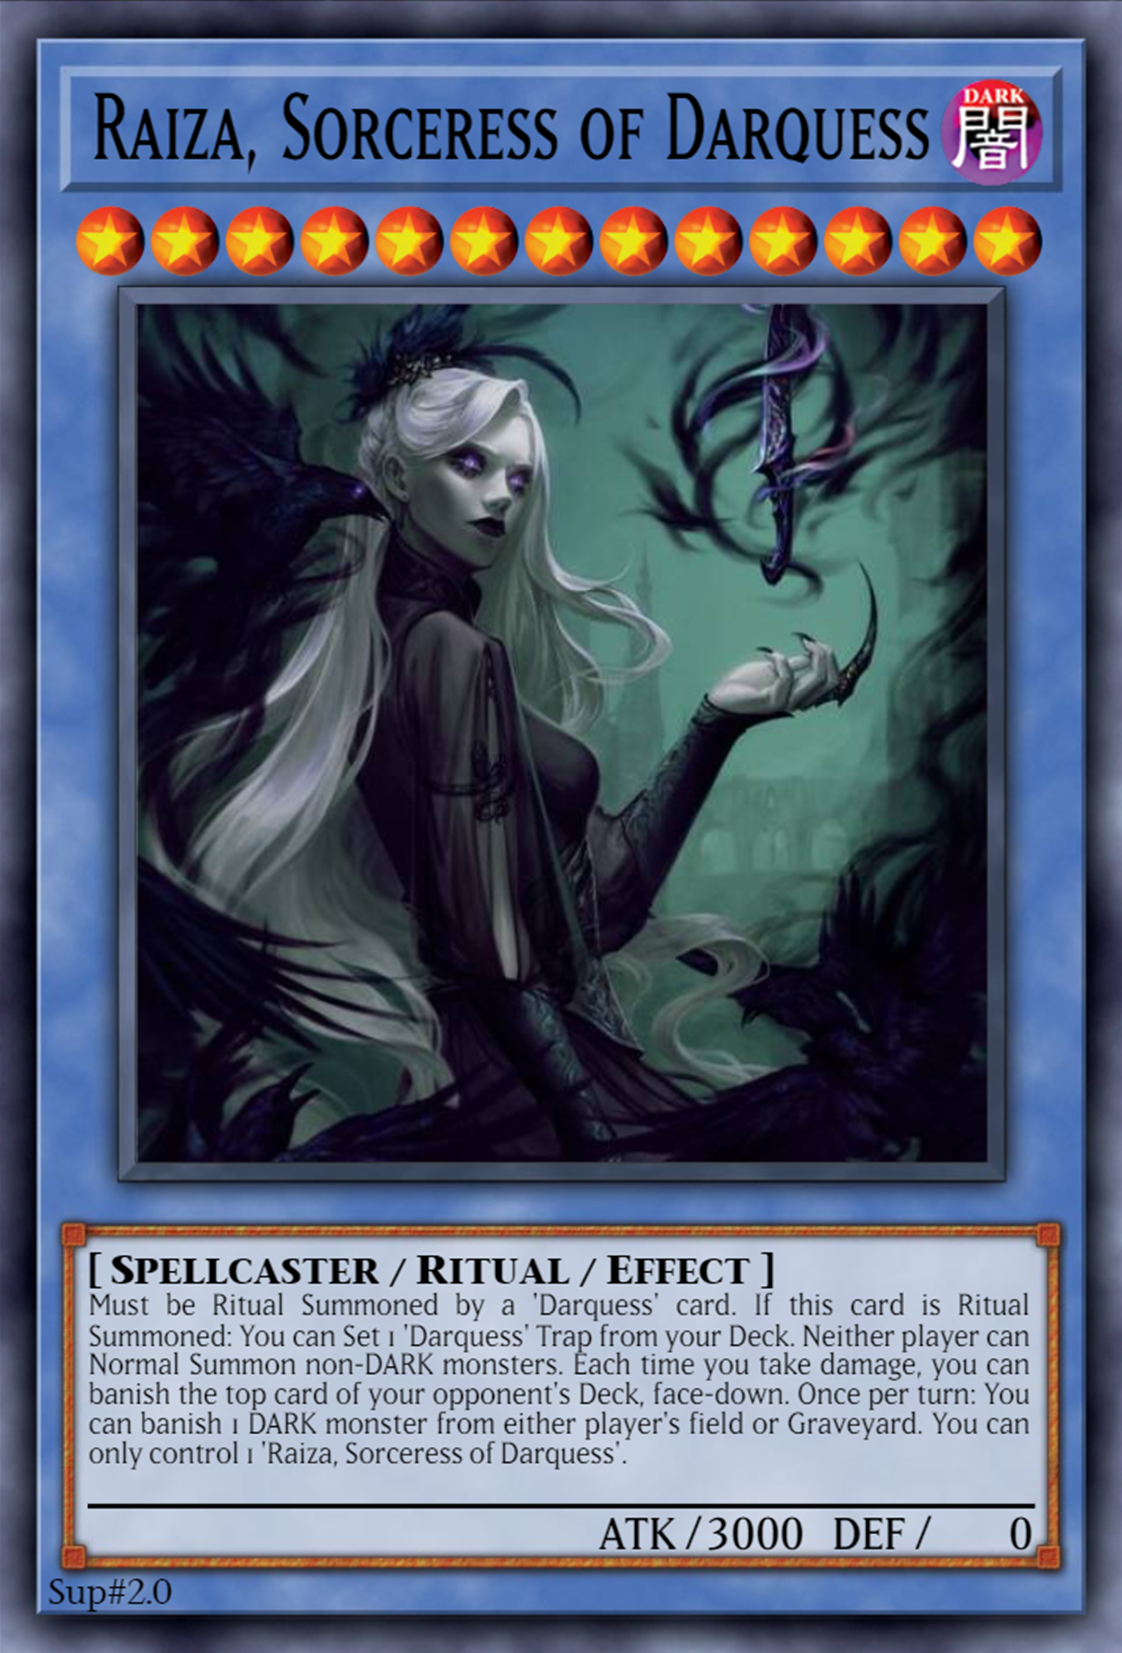 Raiza, Sorceress of Darquess
DARK
闇
[ Spellcaster / Ritual / Effect ]
Must be Ritual Summoned by a 'Darquess' card. If this card is Ritual
Summoned: You can Set 1 'Darquess' Trap from your Deck. Neither player can
Normal Summon non-DARK monsters. Each time you take damage, you can
banish the top card of your opponent's Deck, face-down. Once per turn: You
can banish 1 DARK monster from either player's field or Graveyard. You can
only control 1 'Raiza, Sorceress of Darquess'.
ATK/3000 DEF/ 0
Sup#2.0